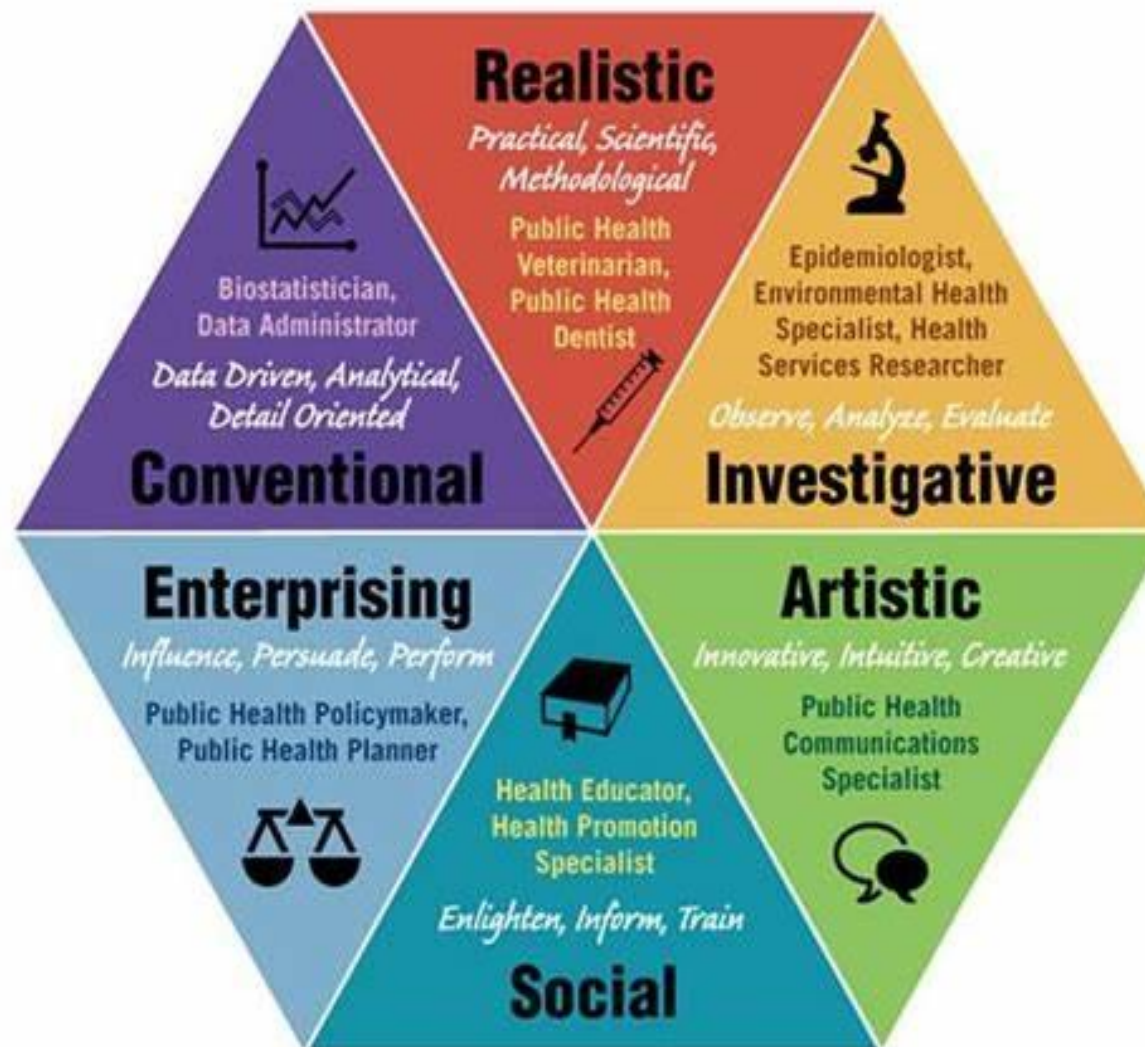 Realistic
Practical, Scientific,
Methodological
Public Health
Veterinarian,
Public Health
Dentist
Epidemiologist,
Environmental Health
Specialist, Health
Services Researcher
Observe, Analyze, Evaluate
Investigative
Biostatistician,
Data Administrator
Data Driven, Analytical,
Detail Oriented
Conventional
Enterprising
Influence, Persuade, Perform
Public Health Policymaker,
Public Health Planner
Health Educator,
Health Promotion
Specialist
Enlighten, Inform, Train
Social
Artistic
Innovative, Intuitive, Creative
Public Health
Communications
Specialist